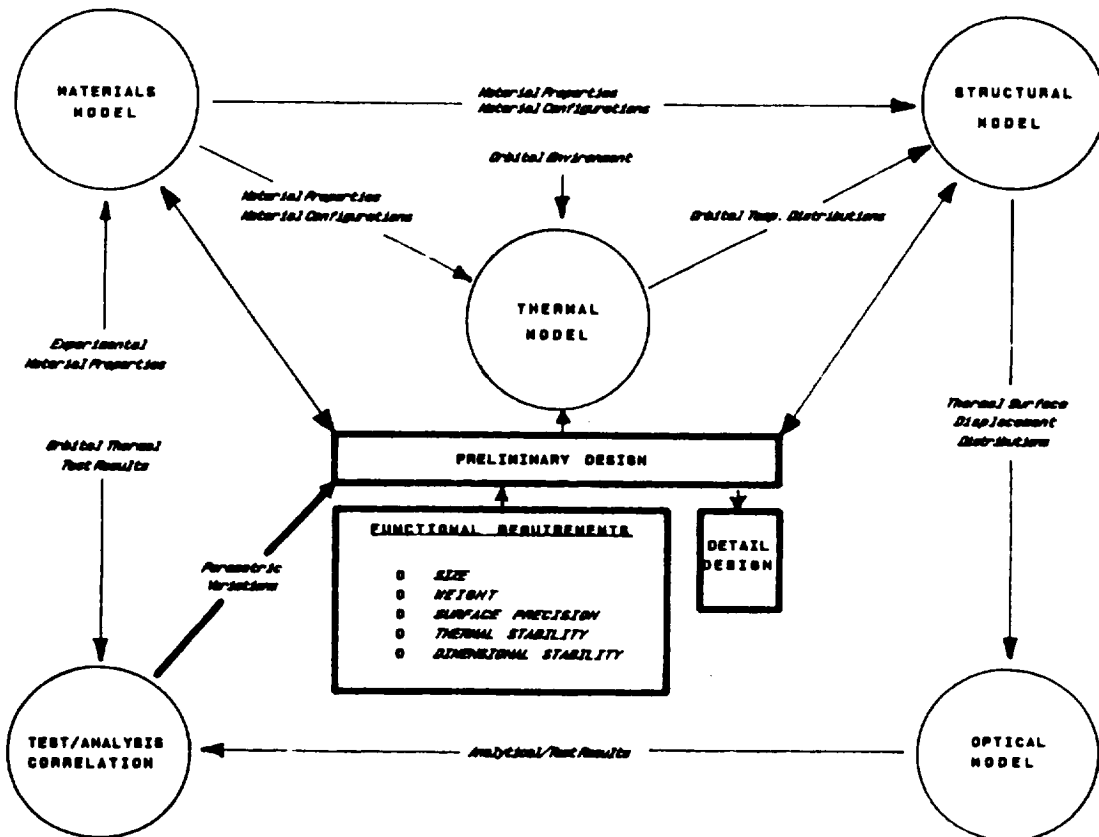 MATERIALS
MODEL
Material Properties
Material Configurations
STRUCTURAL
MODEL
Orbital Environment
Material Properties
Material Configurations
Orbital Temp. Distributions
THERMAL
MODEL
Experimental
Material Properties
Thermal Surface
Displacement
Distributions
Orbital Thermal
Test Results
PRELIMINARY DESIGN
FUNCTIONAL REQUIREMENTS
O SIZE
O WEIGHT
O SURFACE PRECISION
O THERMAL STABILITY
O DIMENSIONAL STABILITY
DETAIL
DESIGN
Parametric
Variations
TEST/ANALYSIS
CORRELATION
Analytical/Test Results
OPTICAL
MODEL